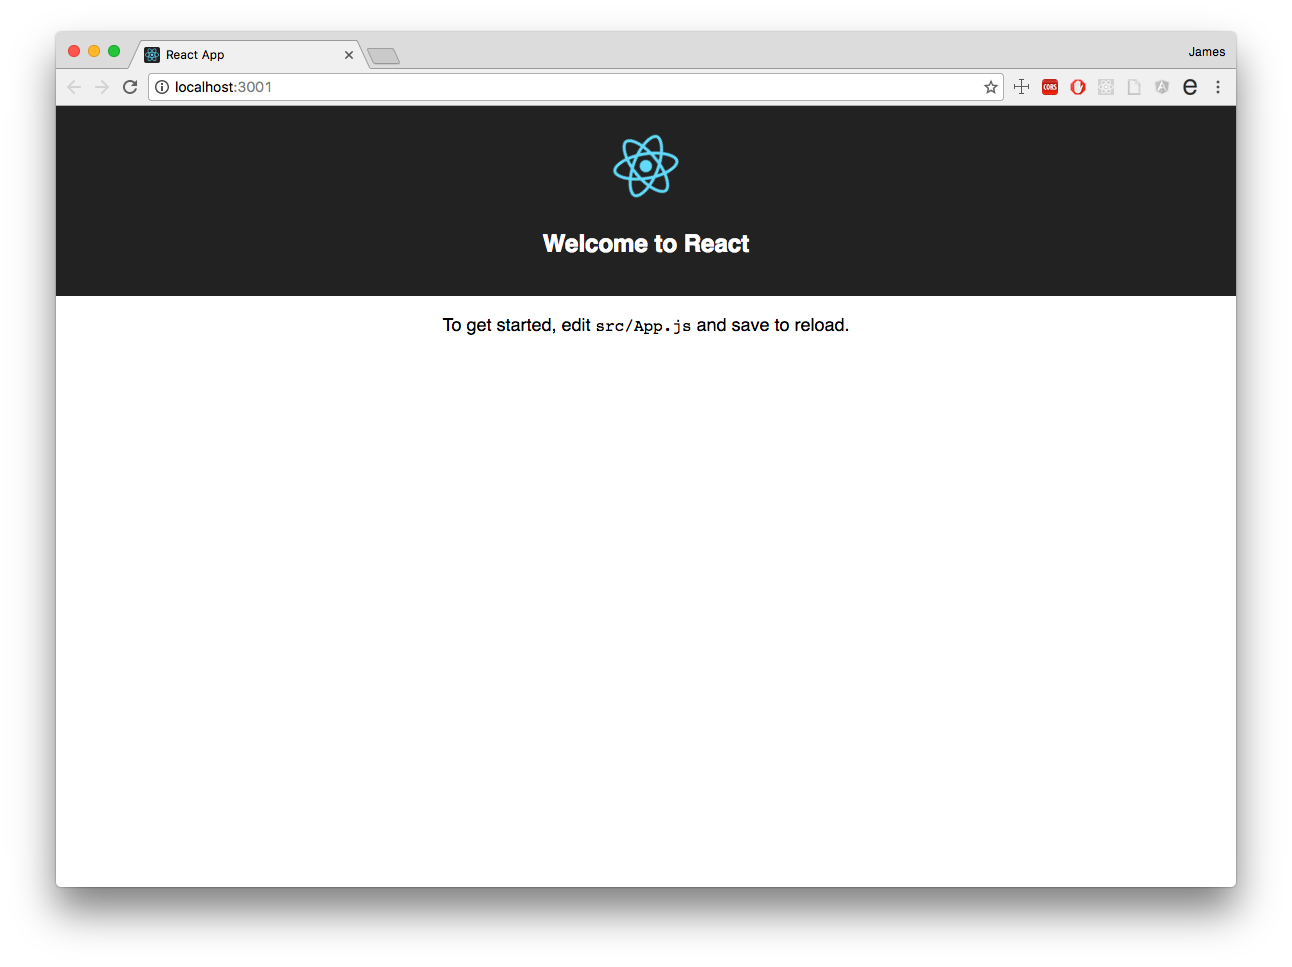 React App
James
localhost:3001
CORS
Welcome to React
To get started, edit src/App.js and save to reload.